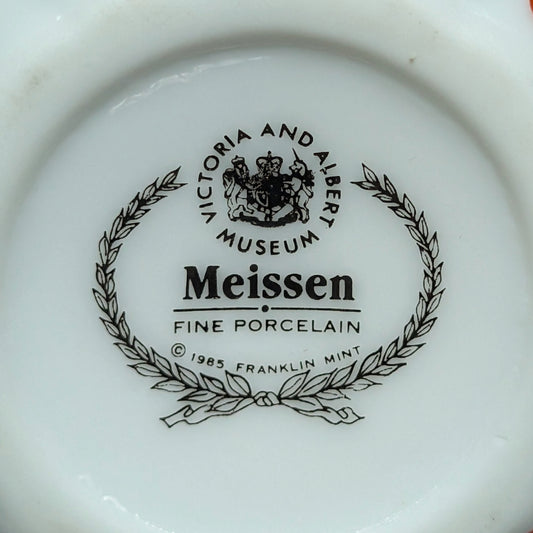 VICTORIA AND ALBERT
MUSEUM
Meissen
FINE PORCELAIN
© 1985 FRANKLIN MINT